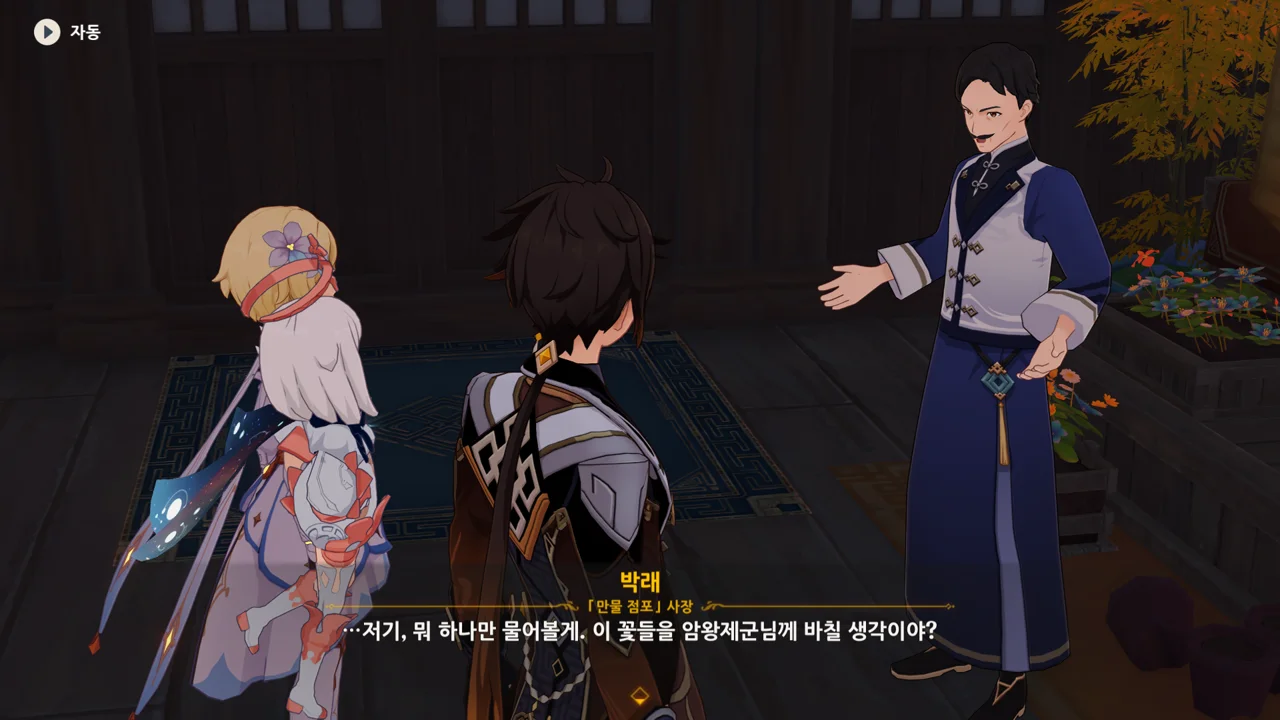 자동
박래
「만물 점포」 사장
…저기, 뭐 하나만 물어볼게. 이 꽃들을 암왕제군님께 바칠 생각이야?